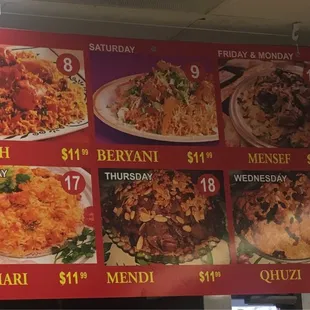 SATURDAY
FRIDAY & MONDAY
8
9
$11 99
BERYANI $11 99
MENSEF
THURSDAY
WEDNESDAY
17
18
$11 99
MENDI $11 99
QHUZI